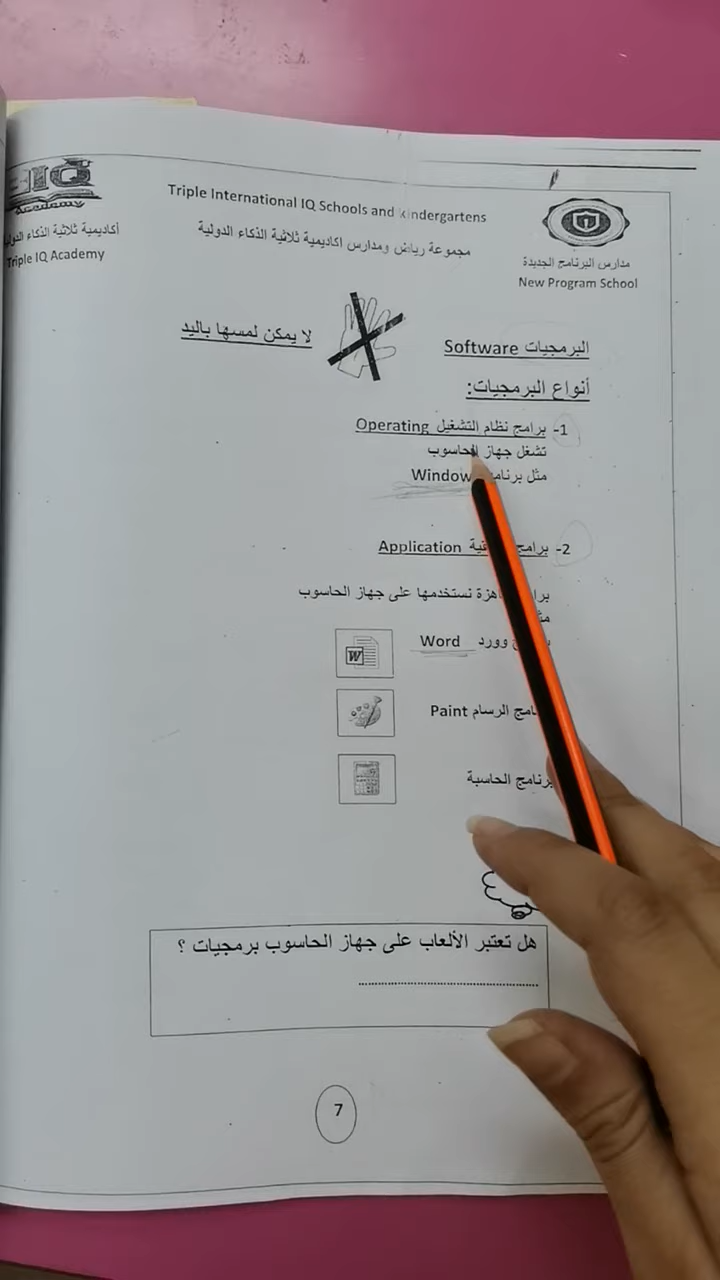 IQ
Academy
أكاديمية ثلاثية الذكاء الدولية
Triple IQ Academy
Triple International IQ Schools and kindergartens
مجموعة رياض ومدارس اكاديمية ثلاثية الذكاء الدولية
مدارس البرنامج الجديدة
New Program School
البرمجيات Software
لا يمكن لمسها باليد
أنواع البرمجيات:
1- برامج نظام التشغيل Operating
تشغل جهاز الحاسوب
مثل Window
2- Application
نستخدمها على جهاز الحاسوب
وورد Word
W
الرسام Paint
برنامج الحاسبة
هل تعتبر الألعاب على جهاز الحاسوب برمجيات ؟
7